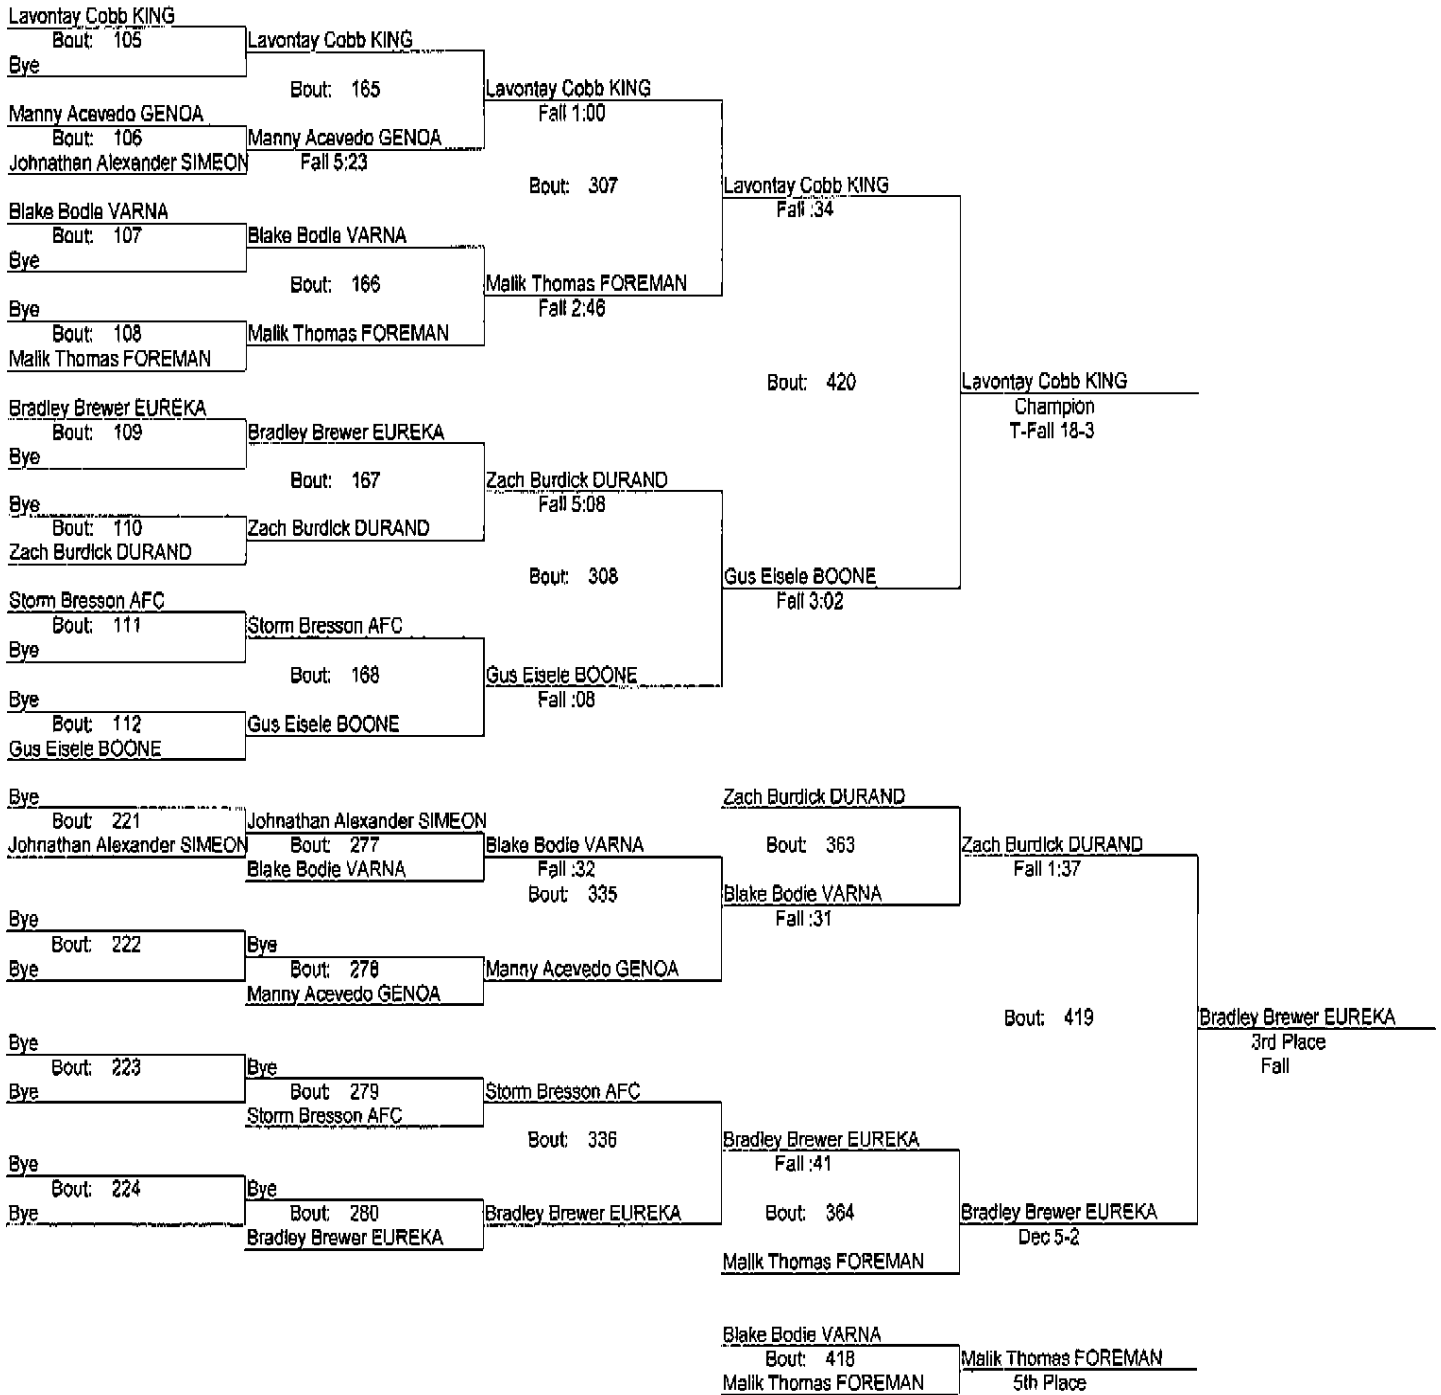 Lavontay Cobb KING
Bout: 105
Bye
Lavontay Cobb KING
Bout: 165
Lavontay Cobb KING
Fall 1:00
Manny Acevedo GENOA
Bout: 106
Johnathan Alexander SIMEON
Manny Acevedo GENOA
Fall 5:23
Bout: 307
Lavontay Cobb KING
Fall :34
Blake Bodie VARNA
Bout: 107
Bye
Blake Bodie VARNA
Bout: 166
Malik Thomas FOREMAN
Fall 2:46
Bye
Bout: 108
Malik Thomas FOREMAN
Malik Thomas FOREMAN
Bout: 420
Lavontay Cobb KING
Champion
T-Fall 18-3
Bradley Brewer EUREKA
Bout: 109
Bye
Bradley Brewer EUREKA
Bout: 167
Zach Burdick DURAND
Fall 5:08
Bye
Bout: 110
Zach Burdick DURAND
Zach Burdick DURAND
Bout: 308
Gus Eisele BOONE
Fall 3:02
Storm Bresson AFC
Bout: 111
Bye
Storm Bresson AFC
Bout: 168
Gus Eisele BOONE
Fall :08
Bye
Bout: 112
Gus Eisele BOONE
Gus Eisele BOONE
Bye
Bout: 221
Johnathan Alexander SIMEON
Johnathan Alexander SIMEON
Bout: 277
Blake Bodie VARNA
Blake Bodie VARNA
Fall :32
Bout: 335
Zach Burdick DURAND
Bout: 363
Blake Bodie VARNA
Fall :31
Zach Burdick DURAND
Fall 1:37
Bye
Bout: 222
Bye
Bye
Bout: 278
Manny Acevedo GENOA
Manny Acevedo GENOA
Bout: 419
Bradley Brewer EUREKA
3rd Place
Fall
Bye
Bout: 223
Bye
Bye
Bout: 279
Storm Bresson AFC
Storm Bresson AFC
Bout: 336
Bradley Brewer EUREKA
Fall :41
Bye
Bout: 224
Bye
Bye
Bout: 280
Bradley Brewer EUREKA
Bradley Brewer EUREKA
Bout: 364
Malik Thomas FOREMAN
Bradley Brewer EUREKA
Dec 5-2
Blake Bodie VARNA
Bout: 418
Malik Thomas FOREMAN
Malik Thomas FOREMAN
5th Place